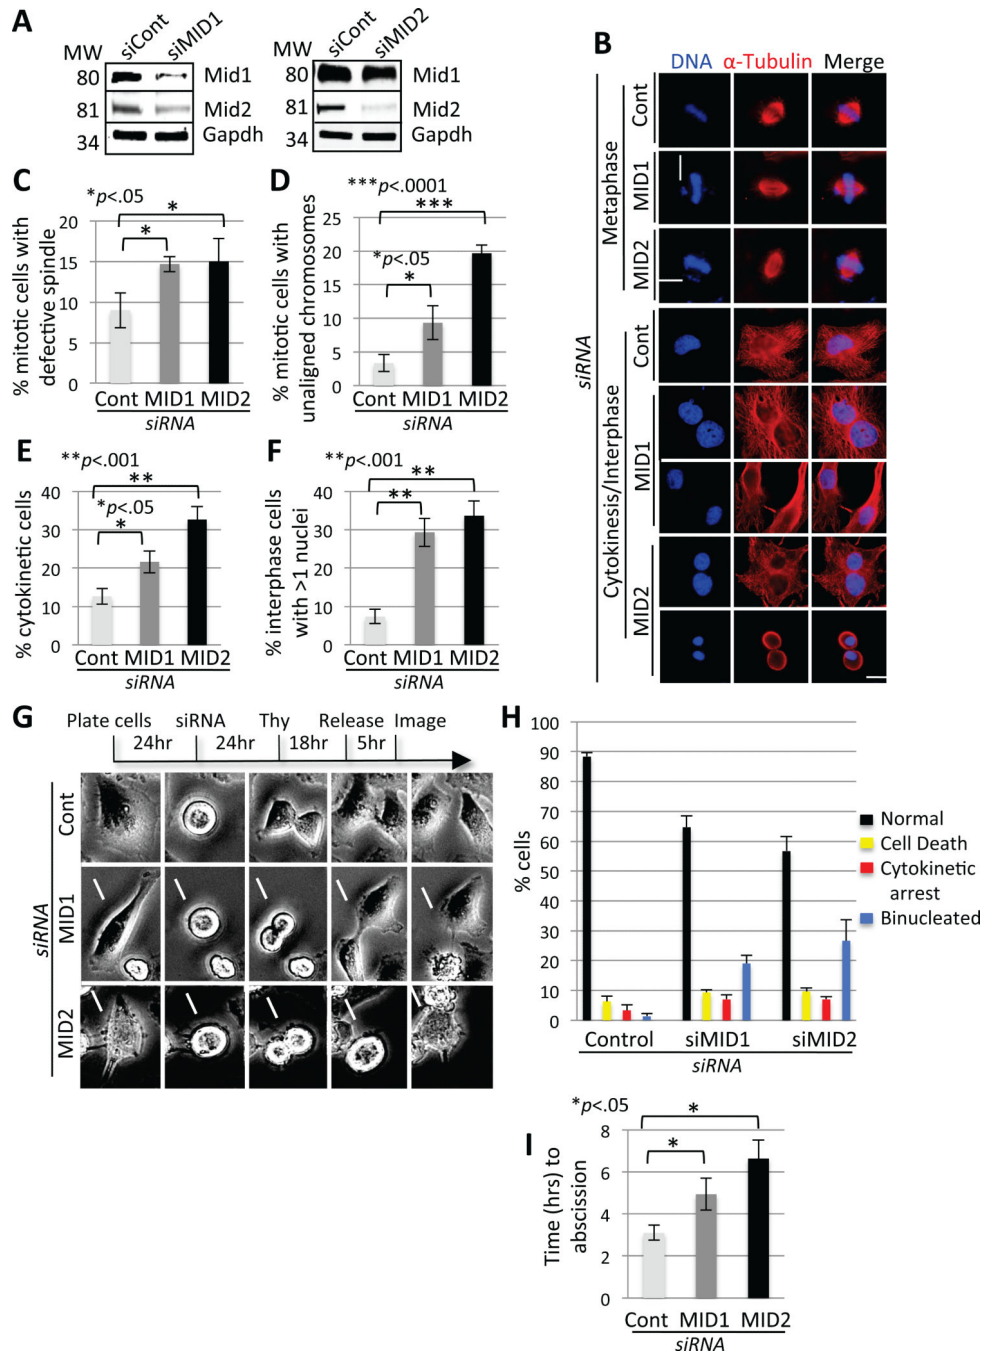 A
MW siCont siMID1 siCont siMID2
80 Mid1 80 Mid1
81 Mid2 81 Mid2
34 Gapdh 34 Gapdh
B
DNA α-Tubulin Merge
siRNA
Metaphase
Cont
MID1
MID2
Cytokinesis/Interphase
Cont
MID1
MID2
C
*p<.05
* *
% mitotic cells with
defective spindle
20
15
10
5
0
Cont MID1 MID2
siRNA
D
***p<.0001
***
*p<.05
*
% mitotic cells with
unaligned chromosomes
25
20
15
10
5
0
Cont MID1 MID2
siRNA
E
**p<.001
**
*p<.05
*
% cytokinetic cells
40
30
20
10
0
Cont MID1 MID2
siRNA
F
**p<.001
**
**
% interphase cells
with >1 nuclei
40
30
20
10
0
Cont MID1 MID2
siRNA
G
Plate cells siRNA Thy Release Image
24hr 24hr 18hr 5hr
siRNA
Cont
MID1
MID2
H
% cells
100
90
80
70
60
50
40
30
20
10
0
Normal
Cell Death
Cytokinetic
arrest
Binucleated
Control siMID1 siMID2
siRNA
I
*p<.05
*
*
Time (hrs) to
abscission
8
6
4
2
0
Cont MID1 MID2
siRNA